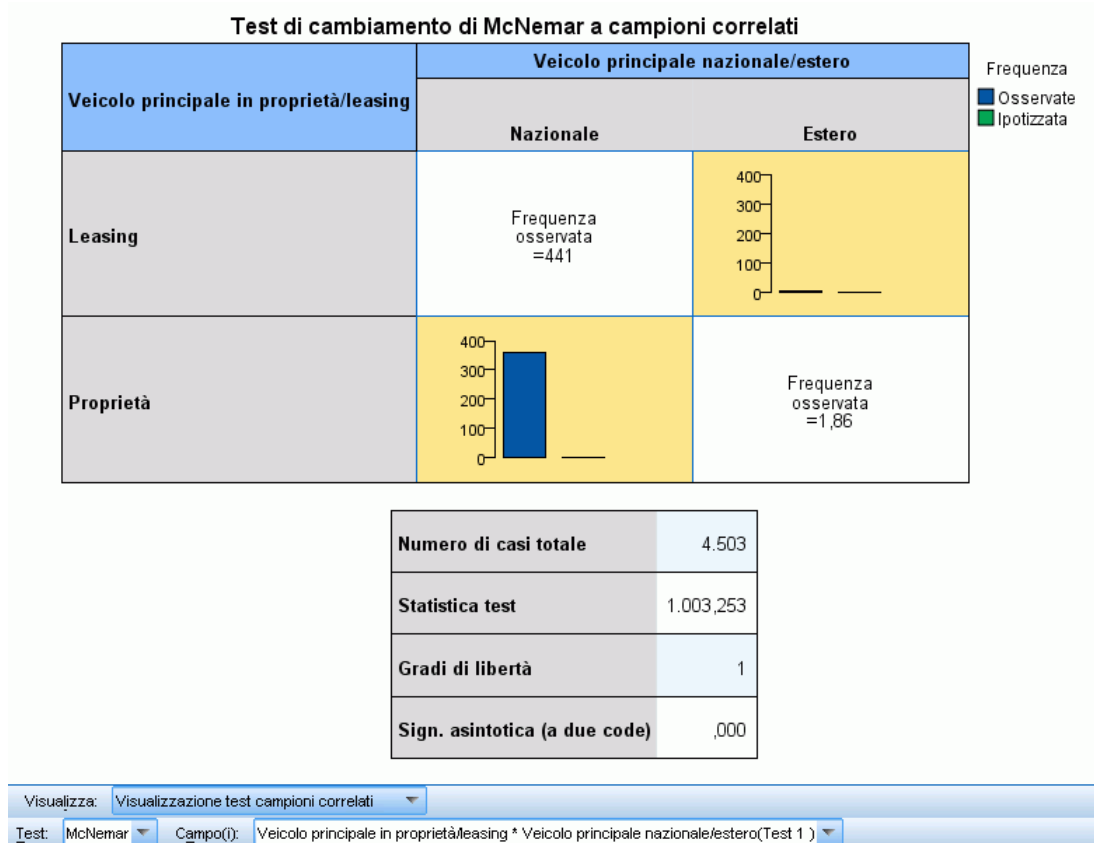 Test di cambiamento di McNemar a campioni correlati
Veicolo principale in proprietà/leasing
Veicolo principale nazionale/estero
Nazionale
Estero
Frequenza
Osservate
Ipotizzata
Leasing
Frequenza
osservata
=441
400
300
200
100
0
Proprietà
400
300
200
100
0
Frequenza
osservata
=1,86
Numero di casi totale 4.503
Statistica test 1.003,253
Gradi di libertà 1
Sign. asintotica (a due code) ,000
Visualizza: Visualizzazione test campioni correlati
Test: McNemar Campo(i): Veicolo principale in proprietà/leasing * Veicolo principale nazionale/estero(Test 1 )